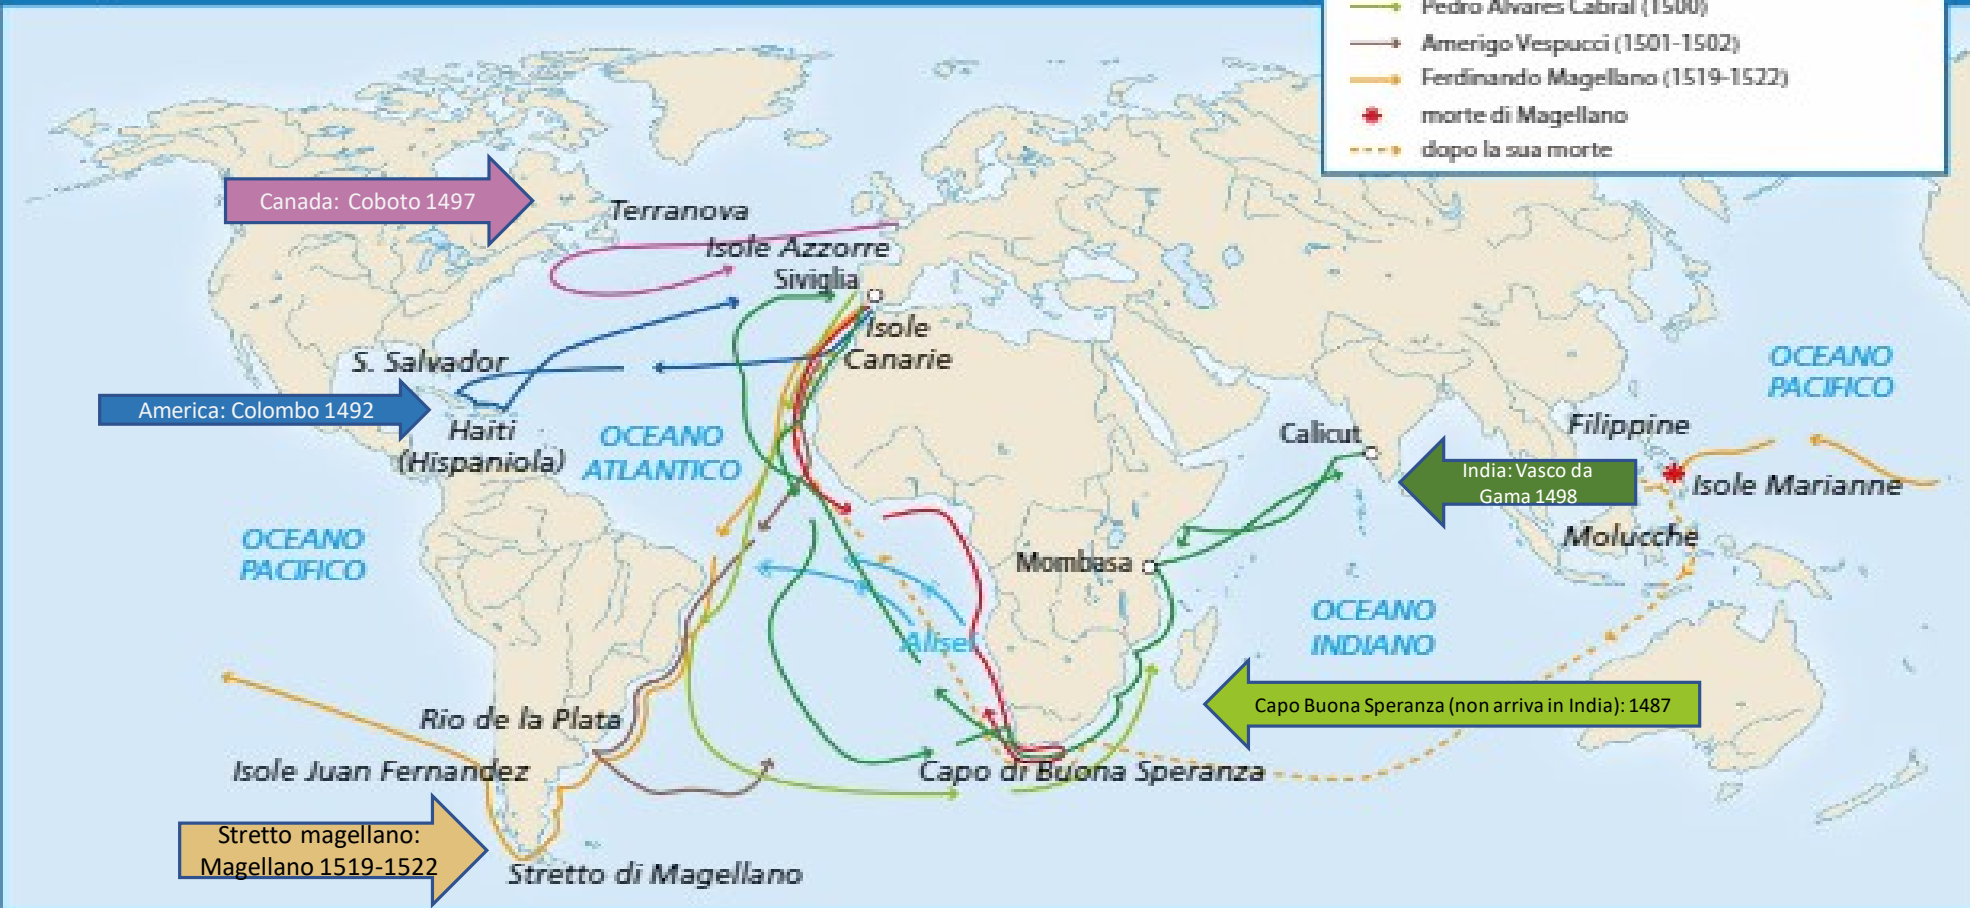 Pedro Alvares Cabral (1500)
Amerigo Vespucci (1501-1502)
Ferdinando Magellano (1519-1522)
morte di Magellano
dopo la sua morte
Canada: Coboto 1497
Terranova
Isole Azzorre
Siviglia
Isole
Canarie
S. Salvador
America: Colombo 1492
Haiti
(Hispaniola)
OCEANO
ATLANTICO
OCEANO
PACIFICO
Filippine
Calicut
India: Vasco da
Gama 1498
Isole Marianne
Molucche
OCEANO
PACIFICO
Mombasa
OCEANO
INDIANO
Alisei
Capo Buona Speranza (non arriva in India): 1487
Rio de la Plata
Isole Juan Fernandez
Capo di Buona Speranza
Stretto magellano:
Magellano 1519-1522
Stretto di Magellano